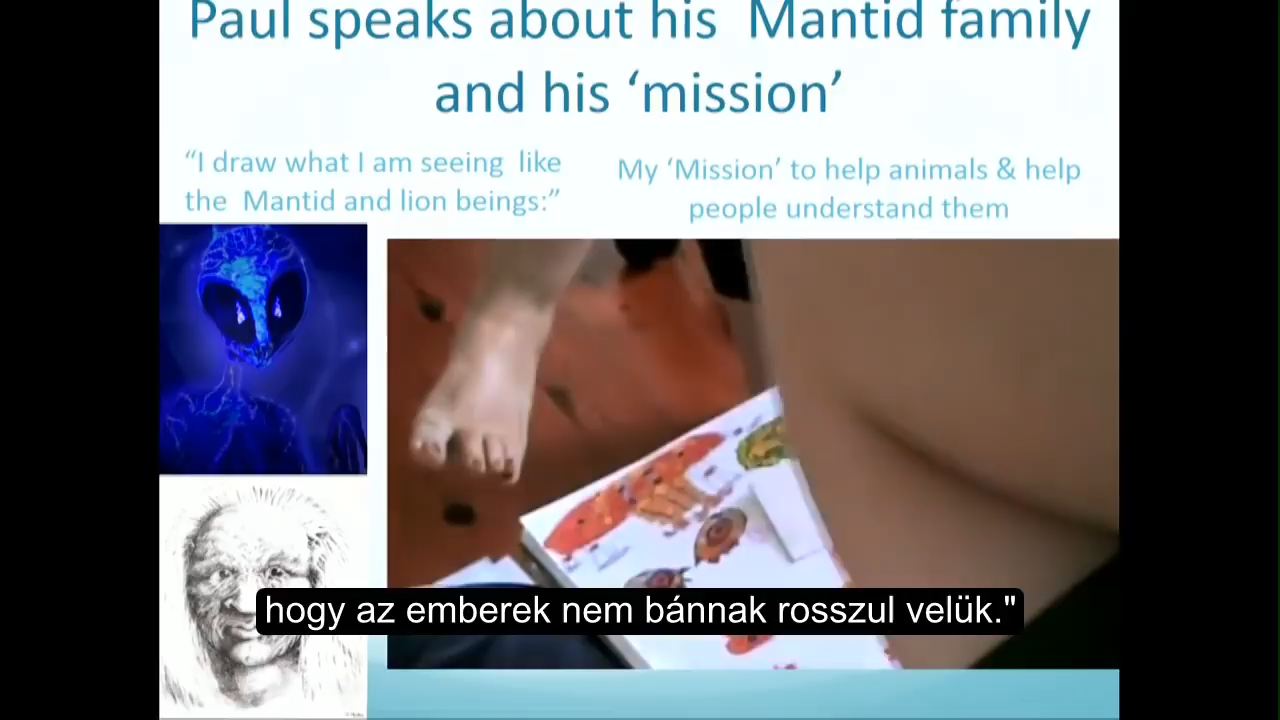 Paul speaks about his Mantid family
and his ‘mission’
“I draw what I am seeing like
the Mantid and lion beings:”
My ‘Mission’ to help animals & help
people understand them
hogy az emberek nem bánnak rosszul velük."